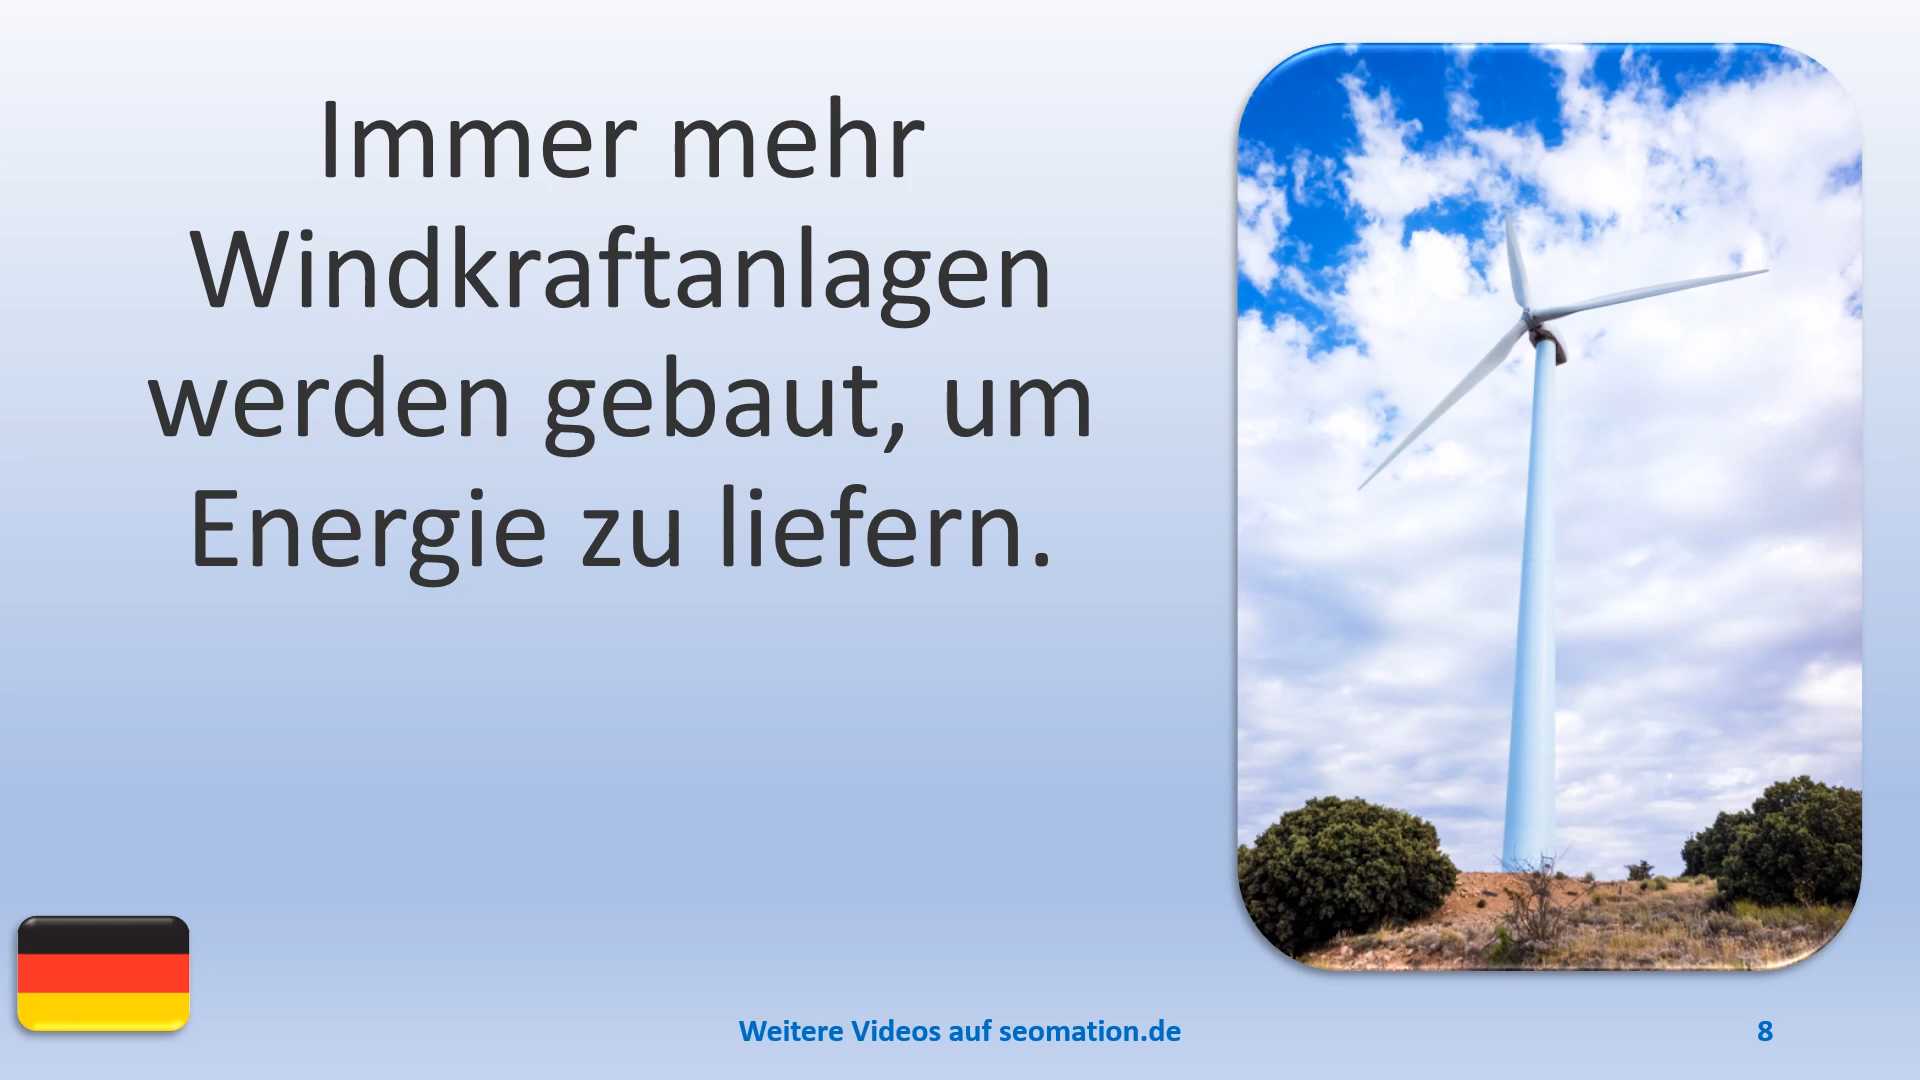 Immer mehr
Windkraftanlagen
werden gebaut, um
Energie zu liefern.
Weitere Videos auf seomation.de
8